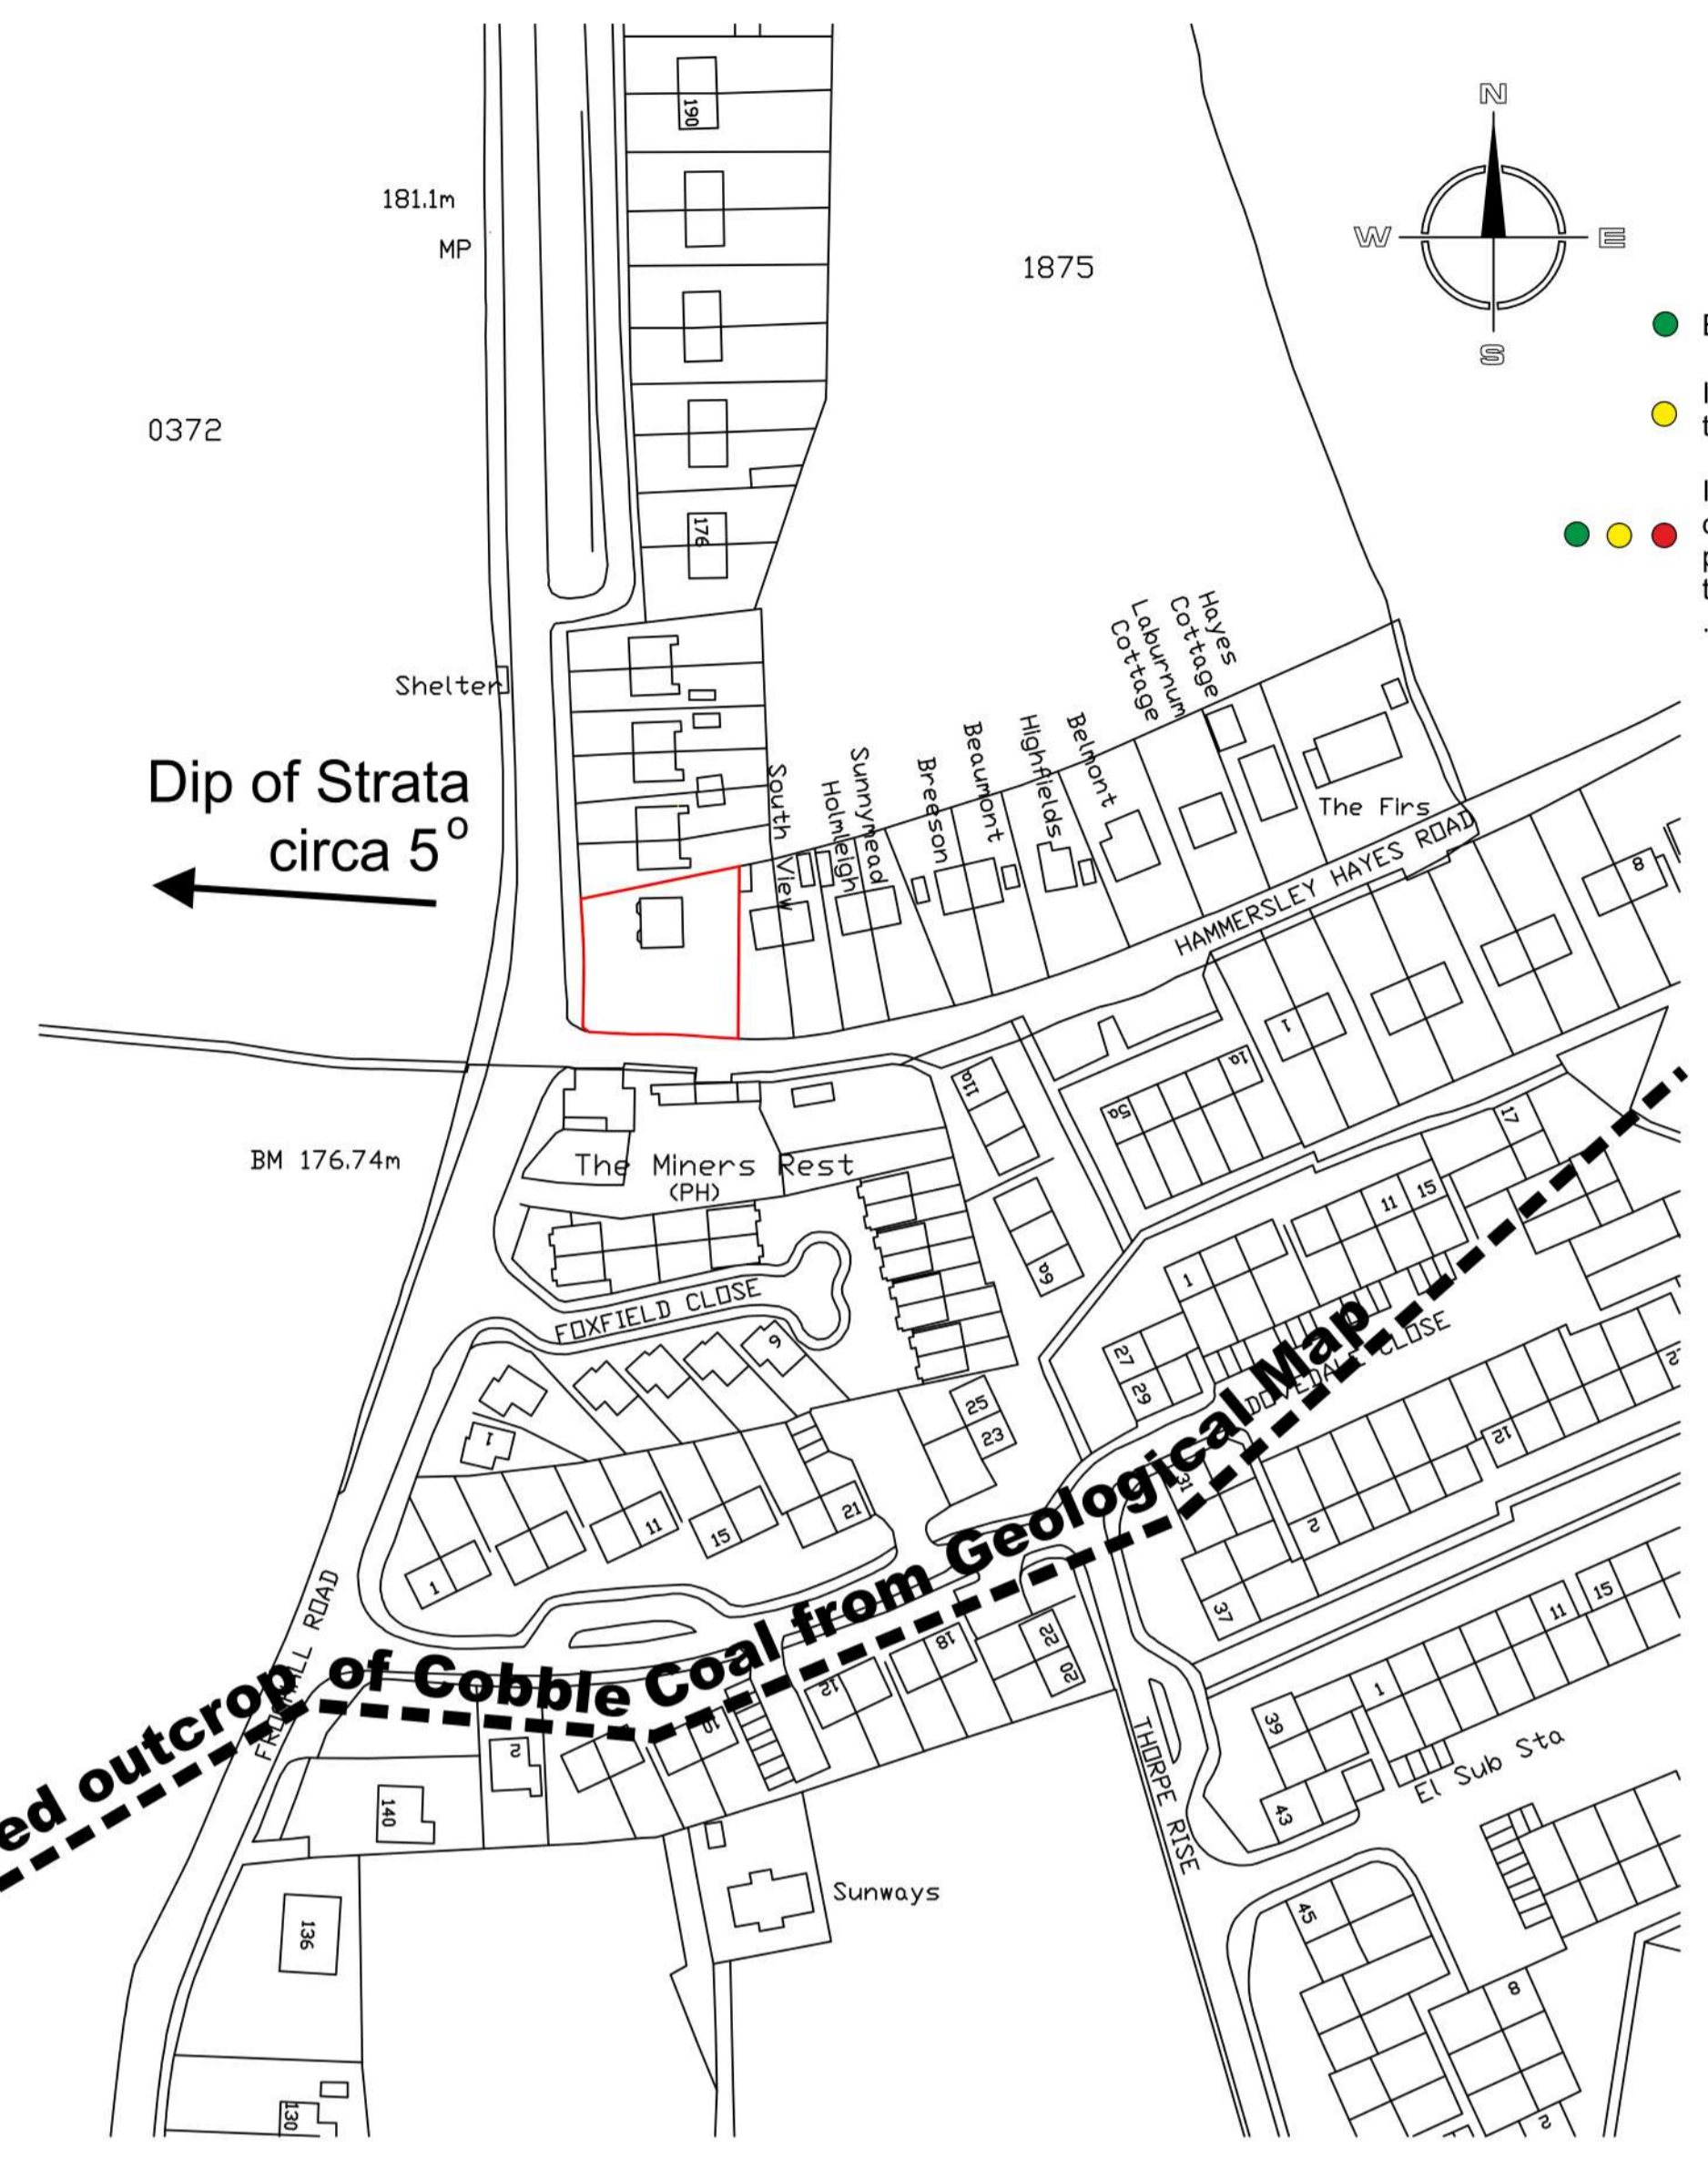 190
N
181.1m
MP
W
E
1875
S
0372
176
Hayes
Cottage
Laburnum
Cottage
Shelter
Belmont
Highfields
Beaumont
Breeson
Sunnymead
Holmleigh
South
View
Dip of Strata
circa 5°
The Firs
HAMMERSLEY HAYES ROAD
8
1
1a
5a
11a
17
BM 176.74m
The Miners Rest
(PH)
11
15
1
6a
FOXFIELD CLOSE
9
27
29
DOVEDALE CLOSE
2
12
25
23
1
31
2
21
11
15
1
37
11
15
22
20
18
12
1
39
ed outcrop of Cobble Coal from Geological Map
2
140
THORPE RISE
43
El Sub Sta
Sunways
45
136
8
130
2